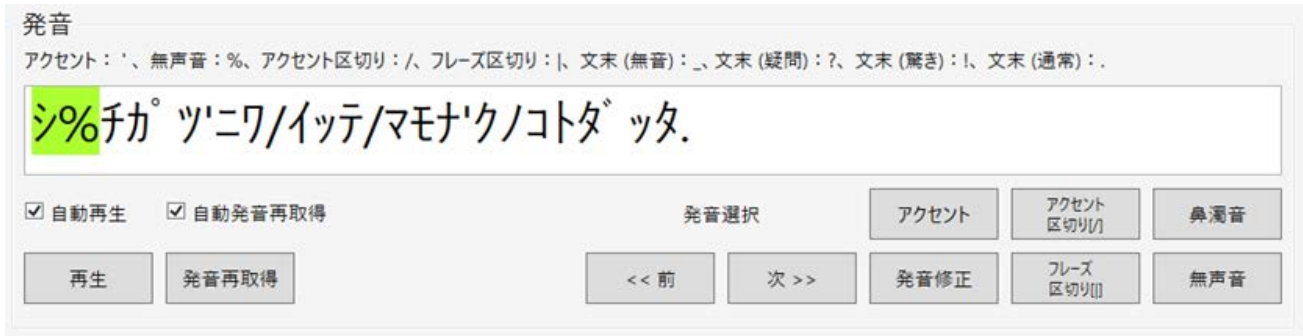 発音
アクセント：'、無声音：%、アクセント区切り：/、フレーズ区切り：|、文末 (無音)：_、文末 (疑問)：?、文末 (驚き)：!、文末 (通常)：.
ｼ%ﾁｶﾟﾂ'ﾆﾜ/ｲｯﾃ/ﾏﾓﾅ'ｸﾉｺﾄﾀﾞｯﾀ.
自動再生 自動発音再取得 発音選択 アクセント アクセント区切り[/] 鼻濁音
再生 発音再取得 << 前 次 >> 発音修正 フレーズ区切り[|] 無声音